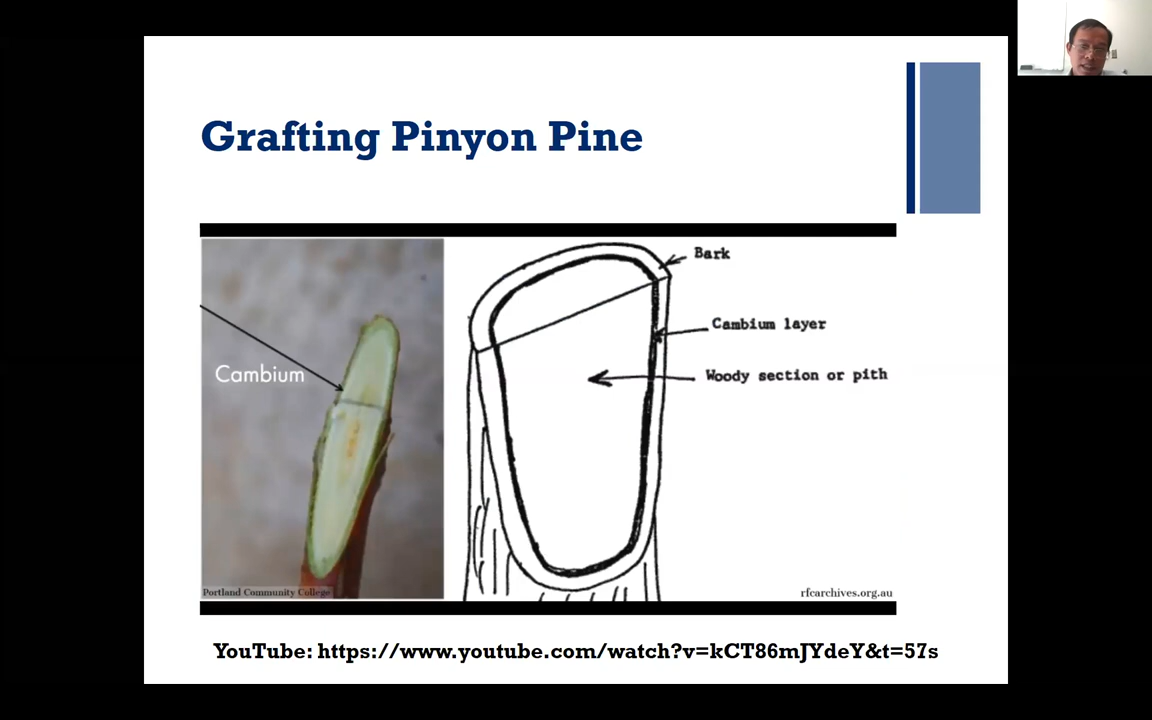 Grafting Pinyon Pine
Cambium
Bark
Cambium layer
Woody section or pith
Portland Community College
rfcarchives.org.au
YouTube: https://www.youtube.com/watch?v=kCT86mJYdeY&t=57s